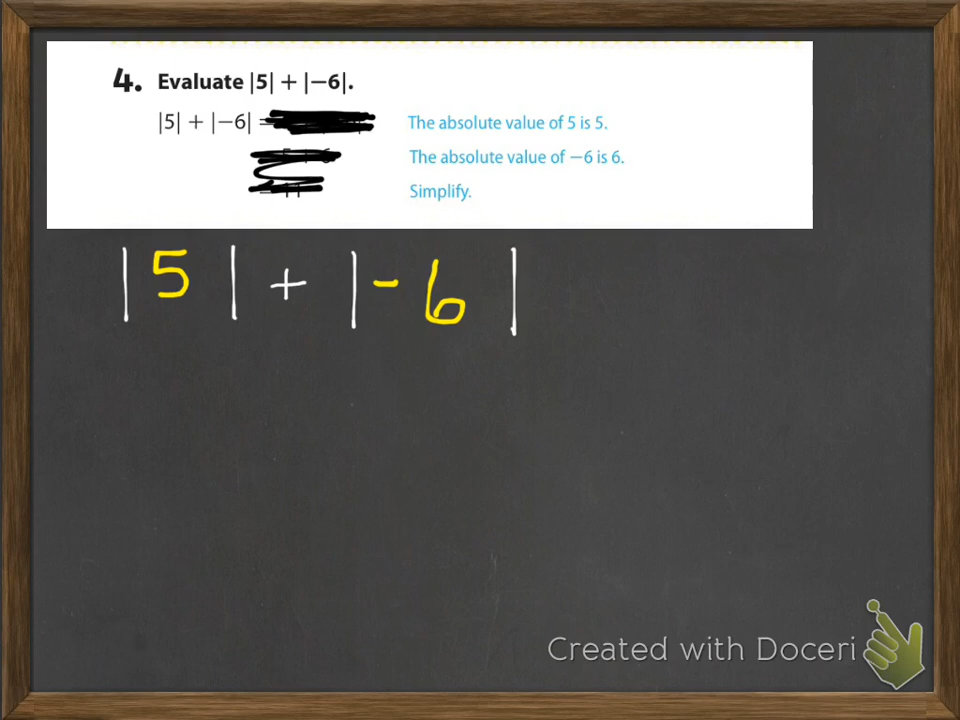 4. Evaluate |5| + |−6|.
|5| + |−6| = The absolute value of 5 is 5.
The absolute value of −6 is 6.
Simplify.
|5| + |-6|
Created with Doceri